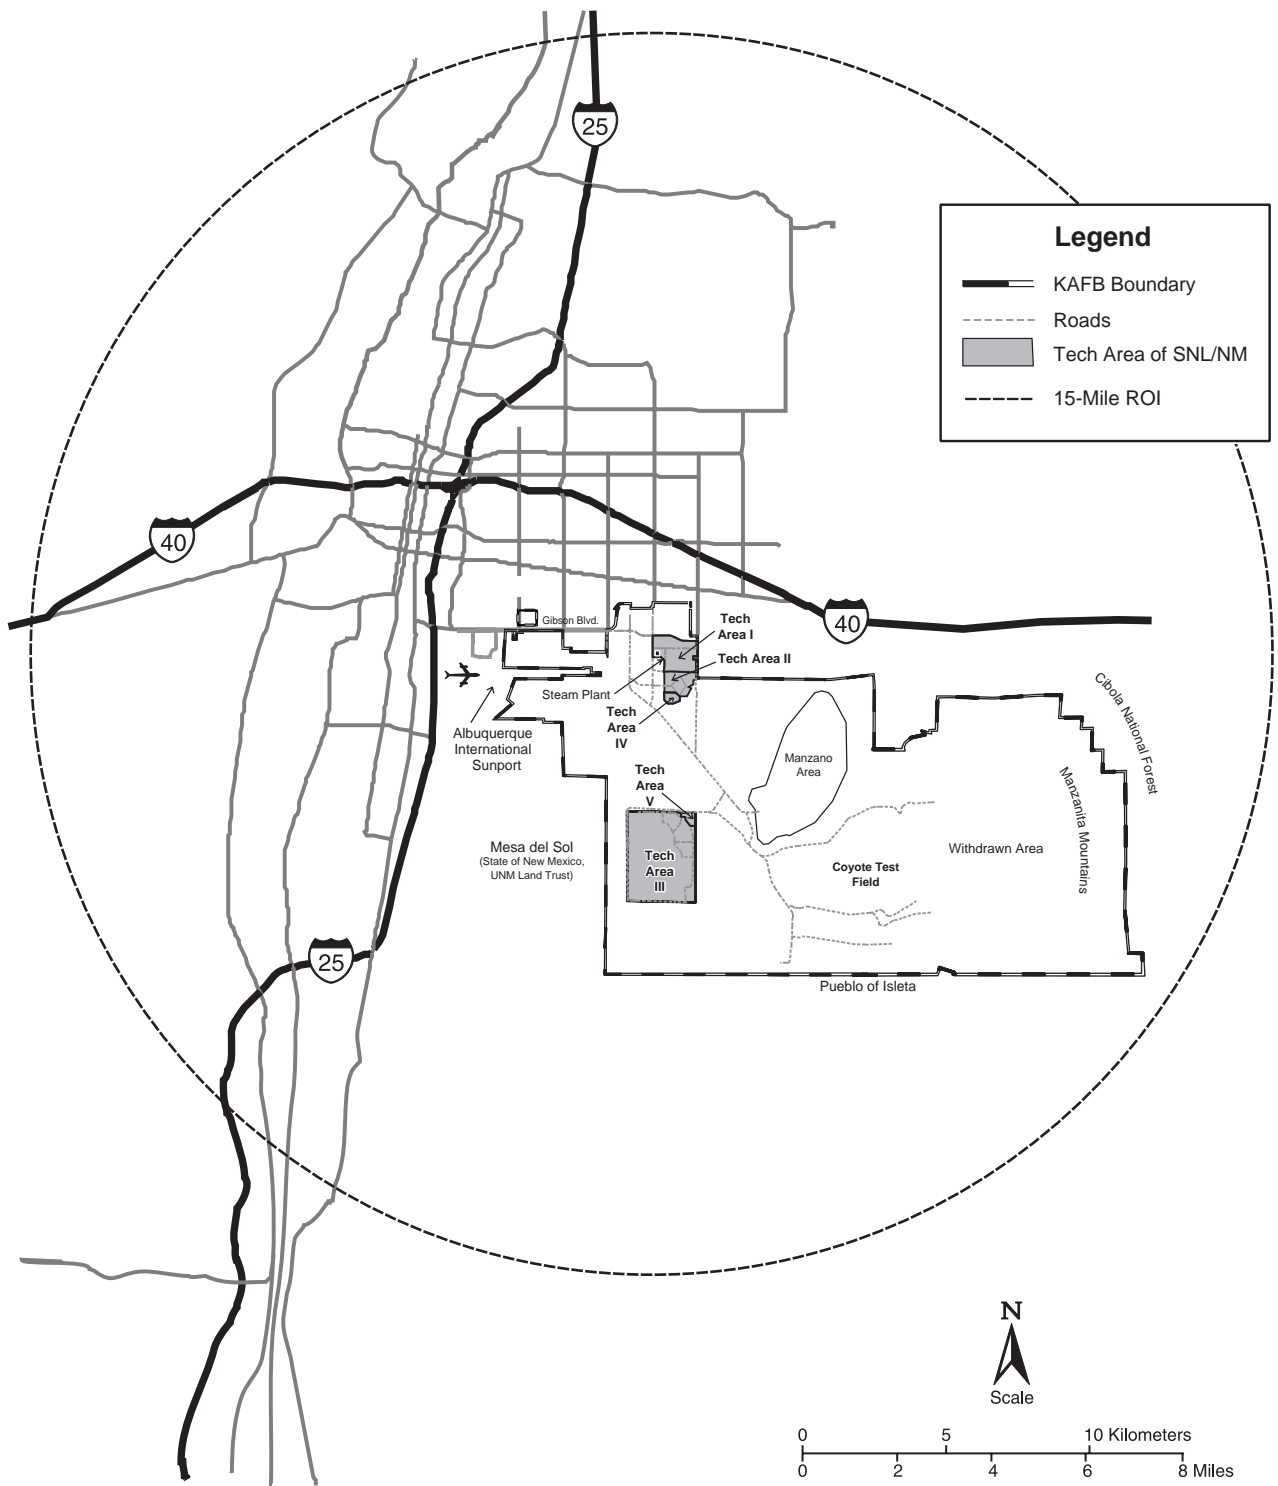 25
Legend
KAFB Boundary
Roads
Tech Area of SNL/NM
15-Mile ROI
40
40
Gibson Blvd.
Tech
Area I
Tech Area II
Steam Plant
Tech
Area
IV
Albuquerque
International
Sunport
Manzano
Area
Cibola National Forest
Manzanita Mountains
Tech
Area
V
Mesa del Sol
(State of New Mexico,
UNM Land Trust)
Tech
Area
III
Coyote Test
Field
Withdrawn Area
25
Pueblo of Isleta
N
Scale
0 5 10 Kilometers
0 2 4 6 8 Miles